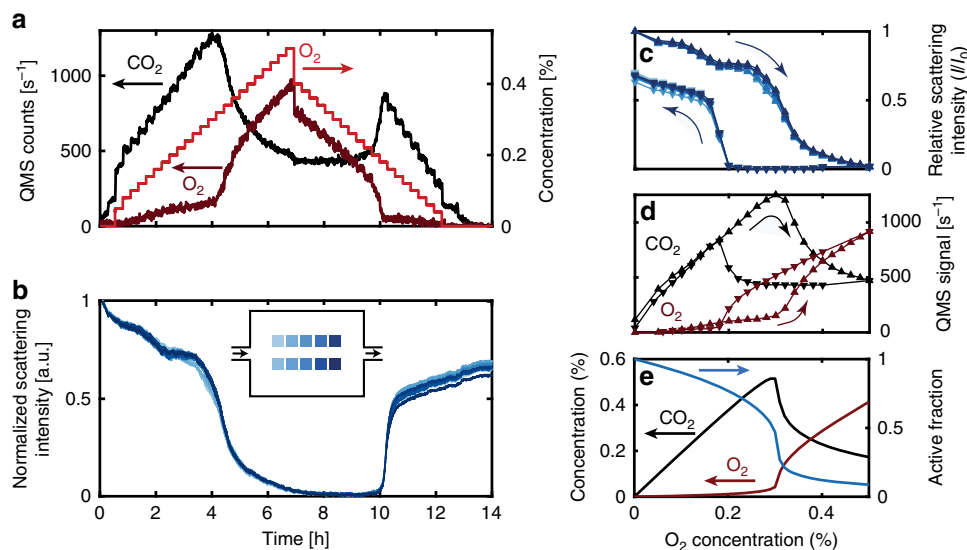 a
CO2
O2
O2
QMS counts [s−1]
1000
500
0
0.4
0.2
0
Concentration [%]
b
Normalized scattering
intensity [a.u.]
1
0.5
0
0 2 4 6 8 10 12 14
Time [h]
c
1
0.5
0
Relative scattering
intensity (I/I0)
d
CO2
O2
1000
500
0
QMS signal [s−1]
e
CO2
O2
Concentration (%)
0.6
0.4
0.2
0
1
0.5
0
Active fraction
0 0.2 0.4
O2 concentration (%)